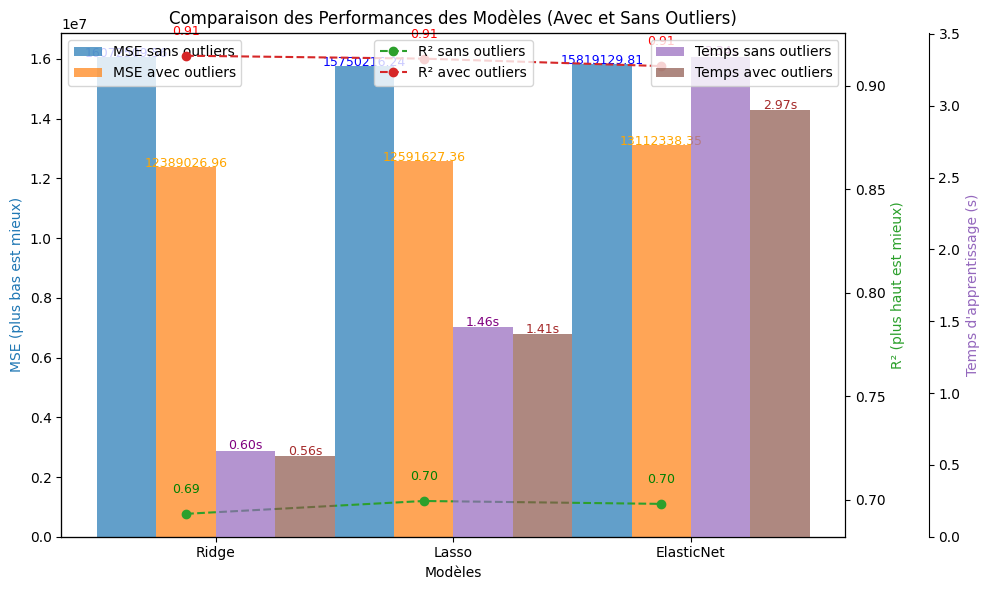 Comparaison des Performances des Modèles (Avec et Sans Outliers)
1e7
MSE sans outliers
MSE avec outliers
R² sans outliers
R² avec outliers
Temps sans outliers
Temps avec outliers
0.91
0.91
0.91
15750216.24
15819129.81
12389026.96
12591627.36
13112338.35
2.97s
1.46s
1.41s
0.60s
0.56s
0.69
0.70
0.70
1.6
1.4
1.2
1.0
0.8
0.6
0.4
0.2
0.0
MSE (plus bas est mieux)
0.90
0.85
0.80
0.75
0.70
R² (plus haut est mieux)
3.5
3.0
2.5
2.0
1.5
1.0
0.5
0.0
Temps d'apprentissage (s)
Ridge
Lasso
ElasticNet
Modèles